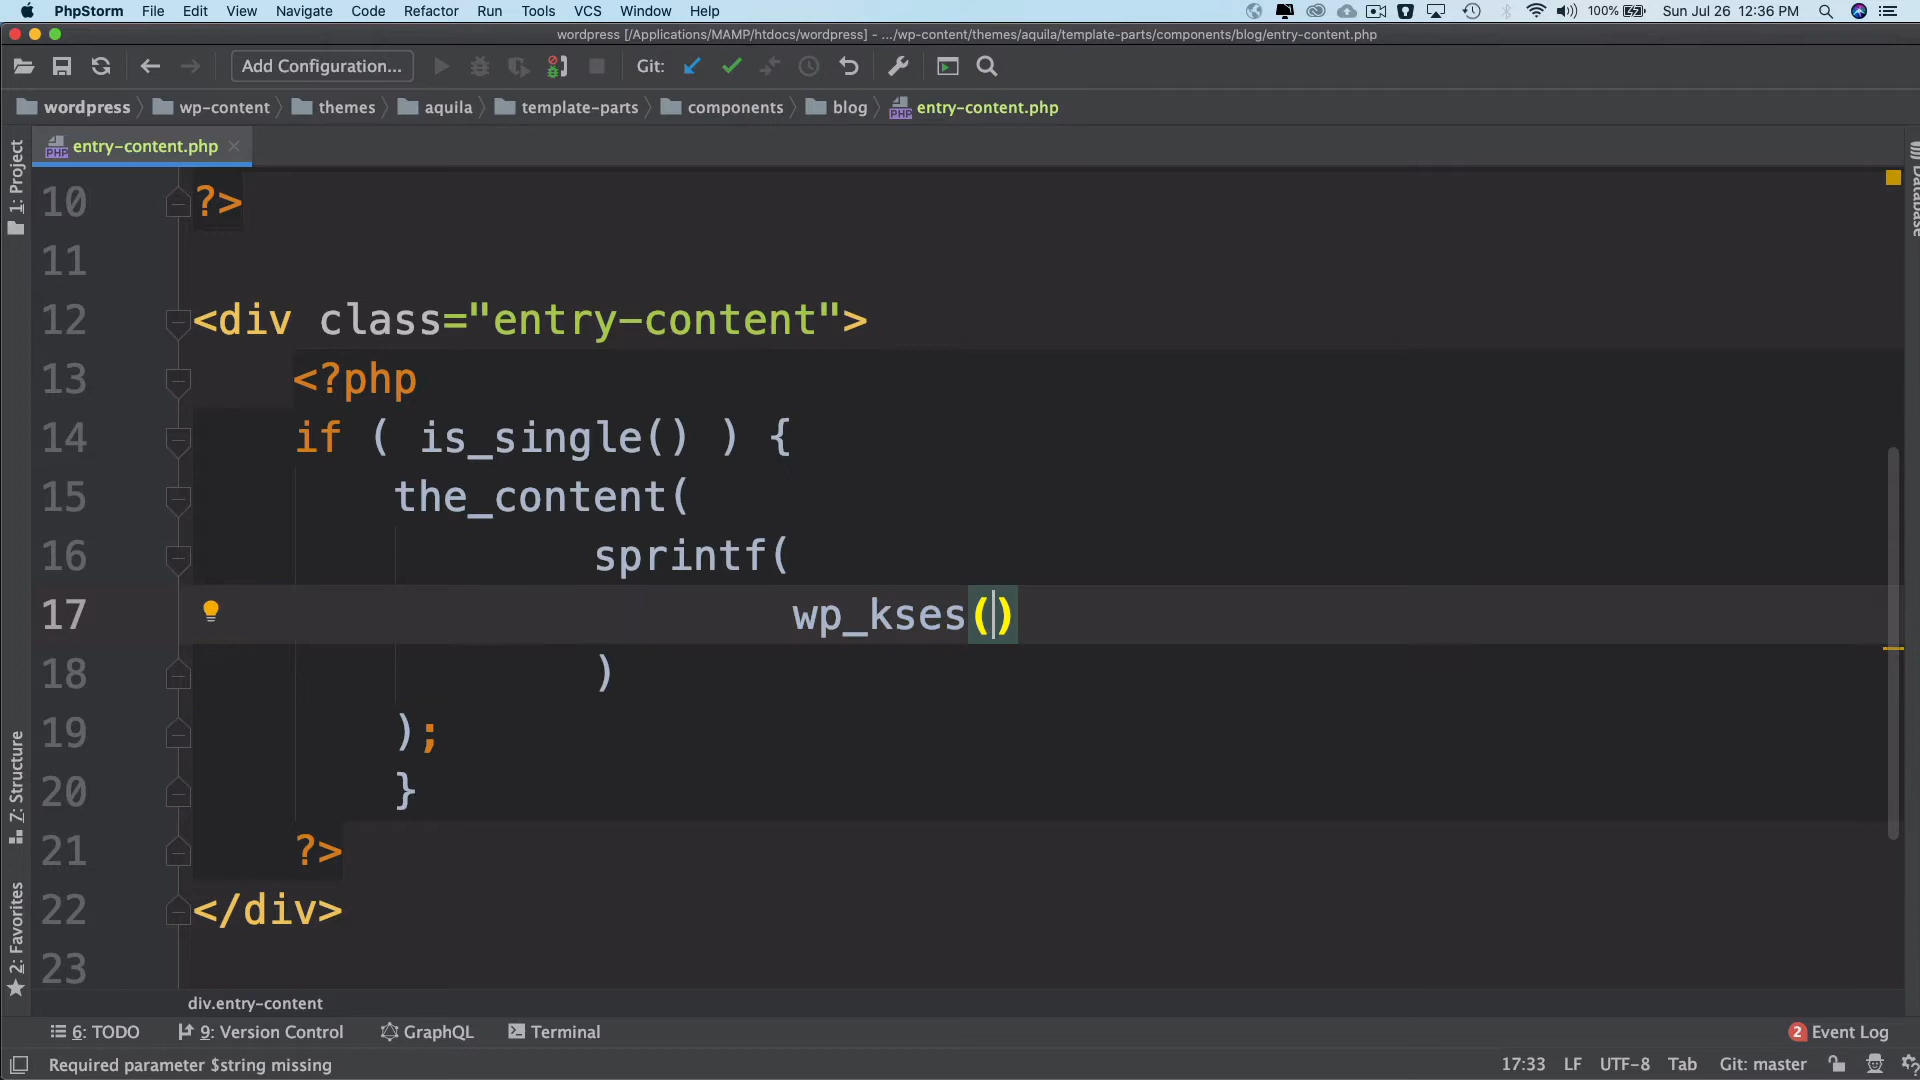 PhpStorm File Edit View Navigate Code Refactor Run Tools VCS Window Help 100% Sun Jul 26 12:36 PM
wordpress [/Applications/MAMP/htdocs/wordpress] - .../wp-content/themes/aquila/template-parts/components/blog/entry-content.php
Add Configuration... Git:
wordpress wp-content themes aquila template-parts components blog entry-content.php
entry-content.php
1: Project
Database
10 ?>
11
12 <div class="entry-content">
13 <?php
14 if ( is_single() ) {
15 the_content(
16 sprintf(
17 wp_kses()
18 )
19 );
20 }
21 ?>
22 </div>
23
Z: Structure
2: Favorites
div.entry-content
6: TODO 9: Version Control GraphQL Terminal 2 Event Log
Required parameter $string missing 17:33 LF UTF-8 Tab Git: master